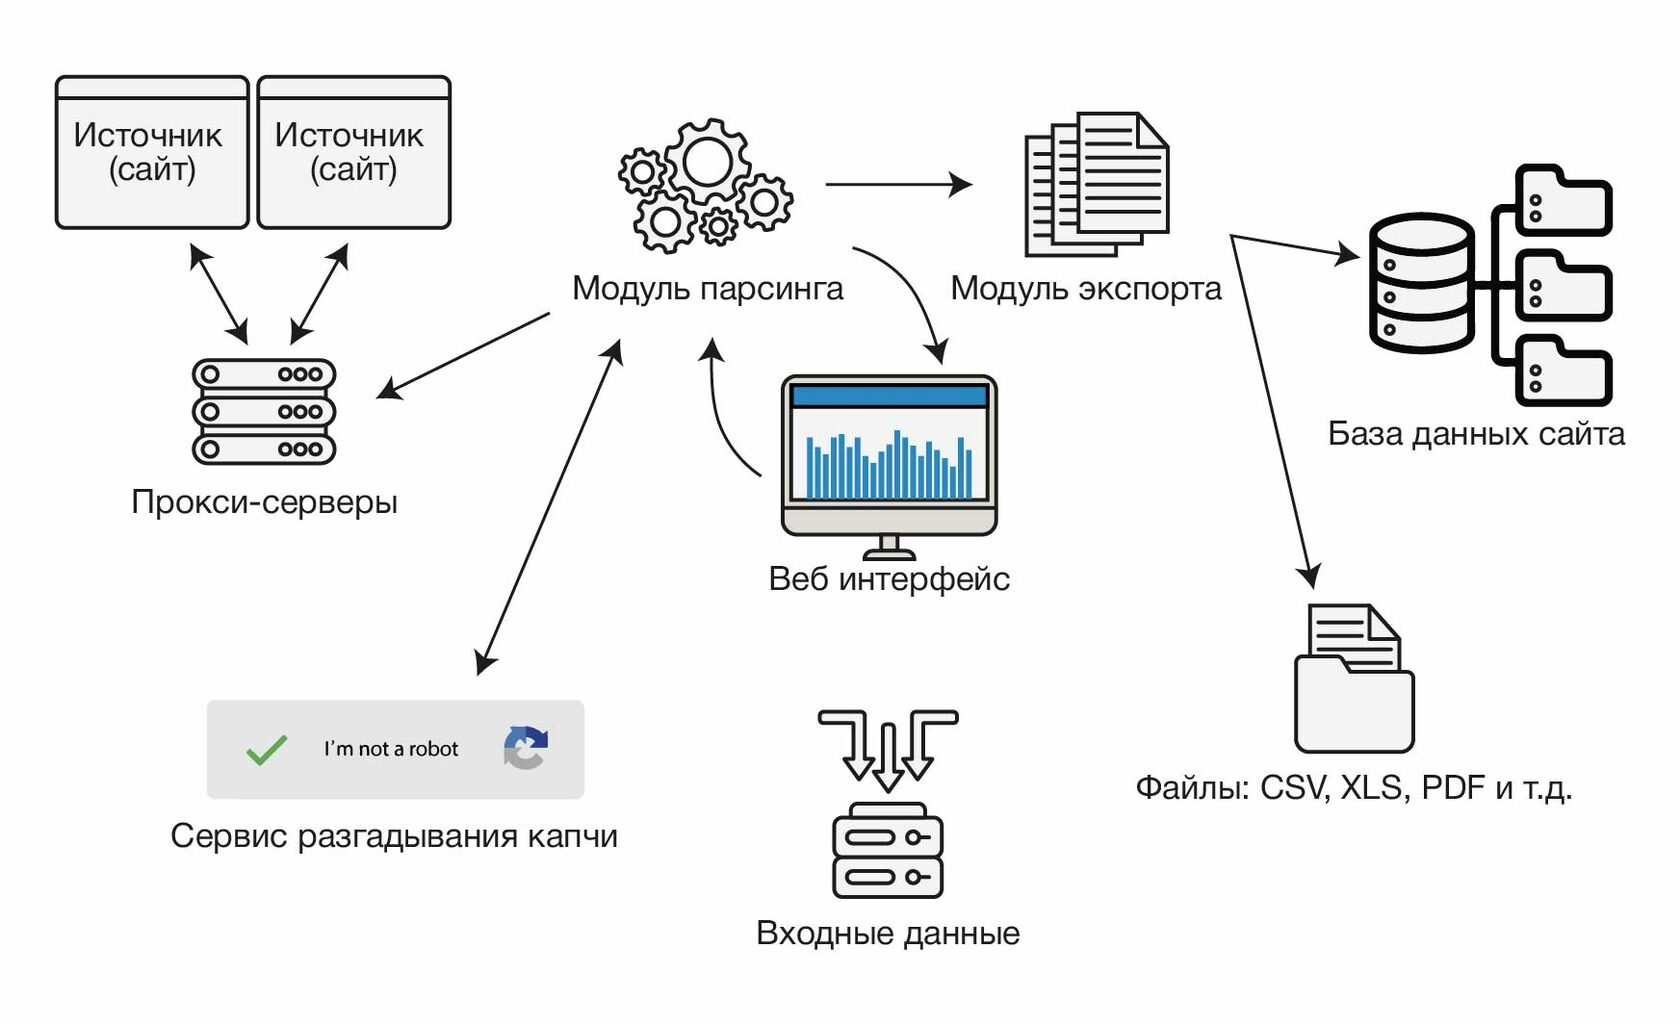 Источник
(сайт)
Источник
(сайт)
Модуль парсинга
Модуль экспорта
База данных сайта
Прокси-серверы
Веб интерфейс
I'm not a robot
Сервис разгадывания капчи
Файлы: CSV, XLS, PDF и т.д.
Входные данные